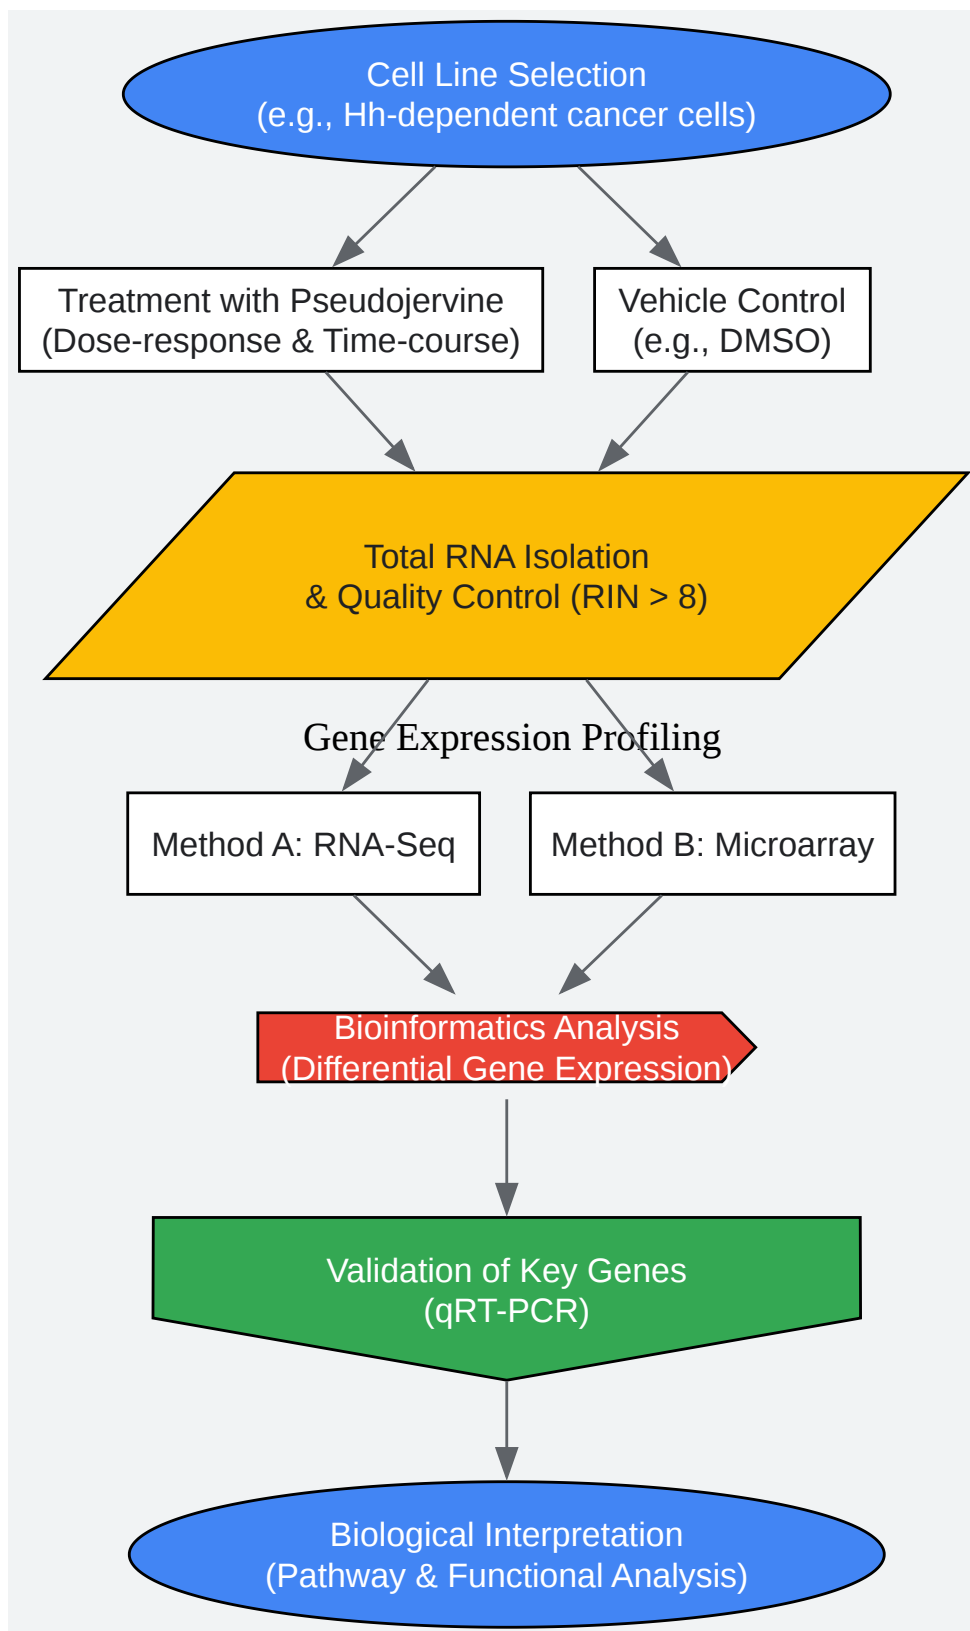 Cell Line Selection
(e.g., Hh-dependent cancer cells)
Treatment with Pseudojervine
(Dose-response & Time-course)
Vehicle Control
(e.g., DMSO)
Total RNA Isolation
& Quality Control (RIN > 8)
Gene Expression Profiling
Method A: RNA-Seq
Method B: Microarray
Bioinformatics Analysis
(Differential Gene Expression)
Validation of Key Genes
(qRT-PCR)
Biological Interpretation
(Pathway & Functional Analysis)